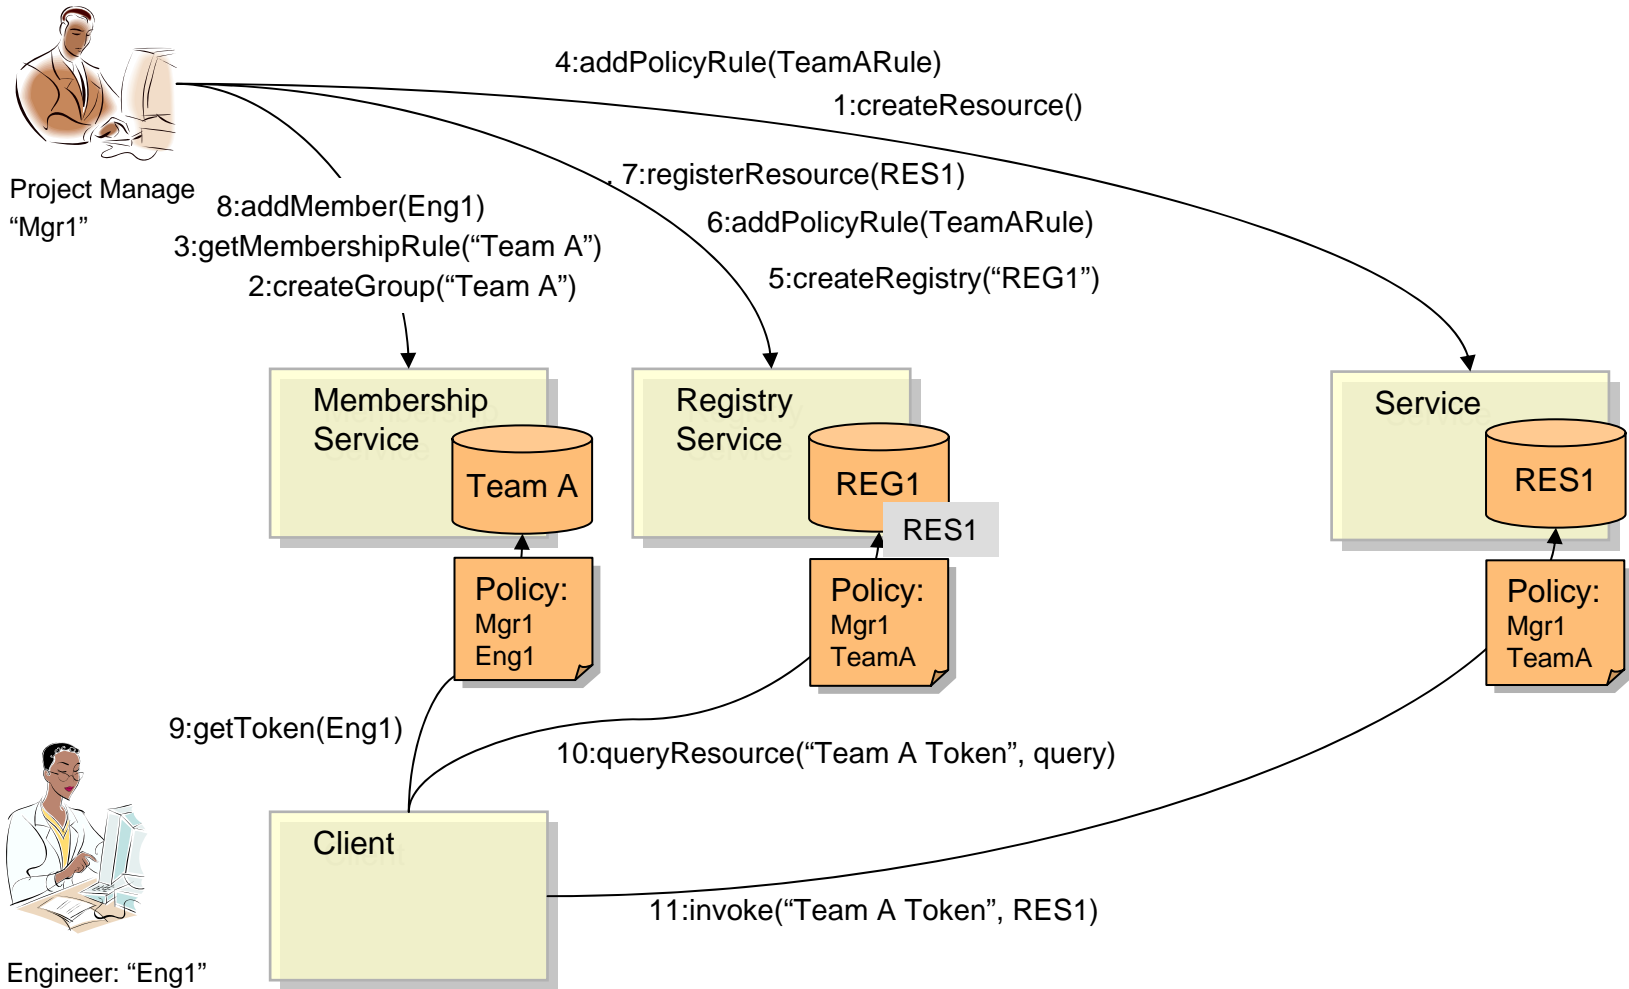 4:addPolicyRule(TeamARule)
1:createResource()
Project Manage
“Mgr1”
. 7:registerResource(RES1)
8:addMember(Eng1)
6:addPolicyRule(TeamARule)
3:getMembershipRule(“Team A”)
2:createGroup(“Team A”)
5:createRegistry(“REG1”)
Membership
Service
Team A
Registry
Service
REG1
RES1
Service
RES1
Policy:
Mgr1
Eng1
Policy:
Mgr1
TeamA
Policy:
Mgr1
TeamA
9:getToken(Eng1)
10:queryResource(“Team A Token”, query)
Client
11:invoke(“Team A Token”, RES1)
Engineer: “Eng1”